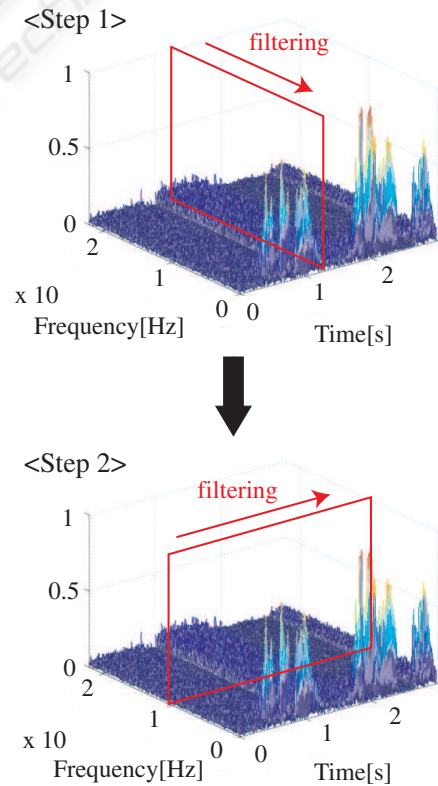 <Step 1>
filtering
1
0.5
0
2
1
0
0
1
2
x 10
Frequency[Hz]
Time[s]
<Step 2>
filtering
1
0.5
0
2
1
0
0
1
2
x 10
Frequency[Hz]
Time[s]